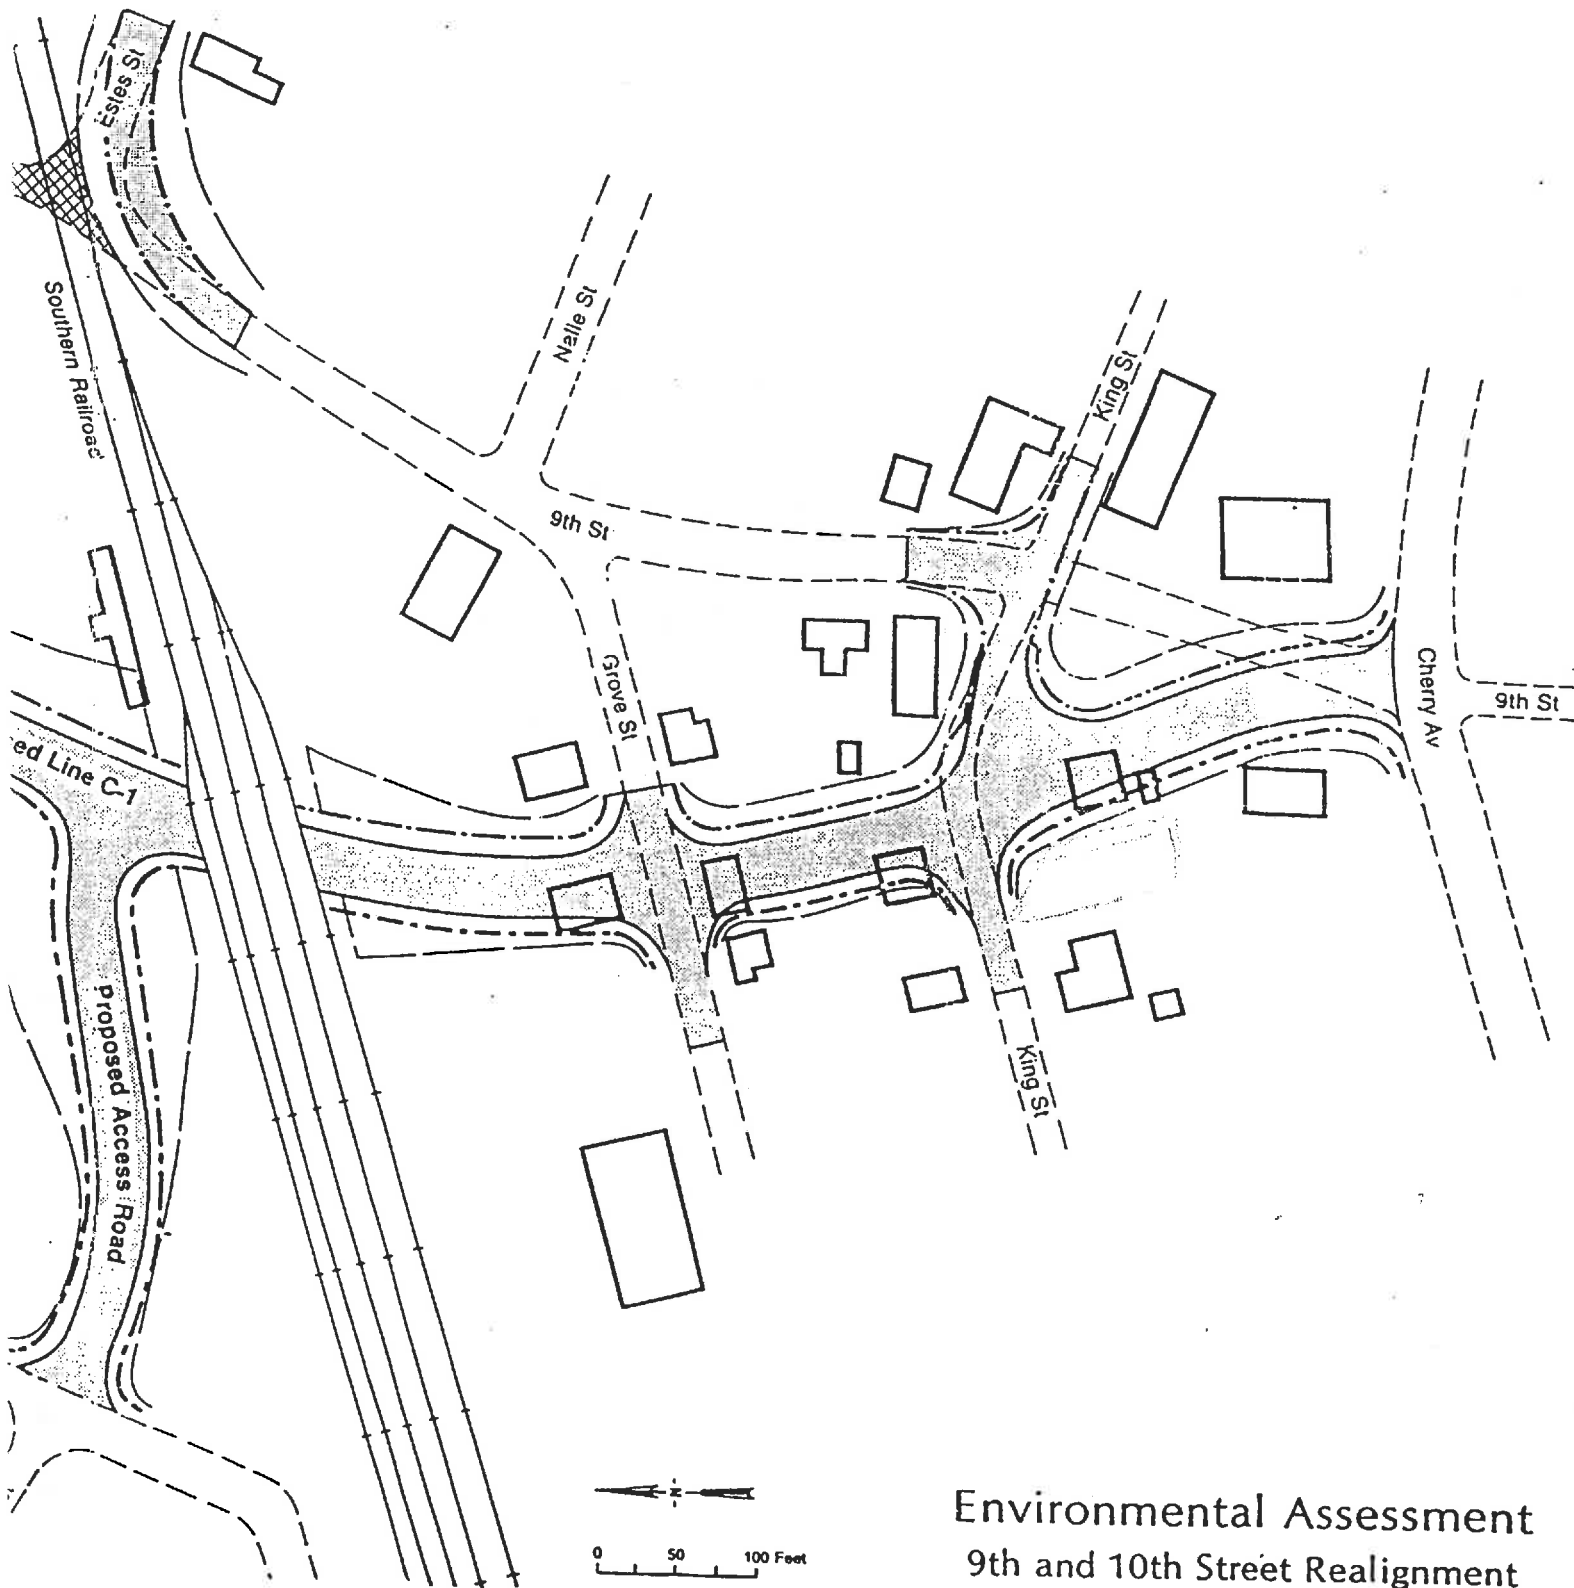 Estes St
Southern Railroad
Nalle St
King St
9th St
Grove St
Cherry Av
9th St
ed Line C-1
Proposed Access Road
King St
N
0 50 100 Feet
Environmental Assessment
9th and 10th Street Realignment